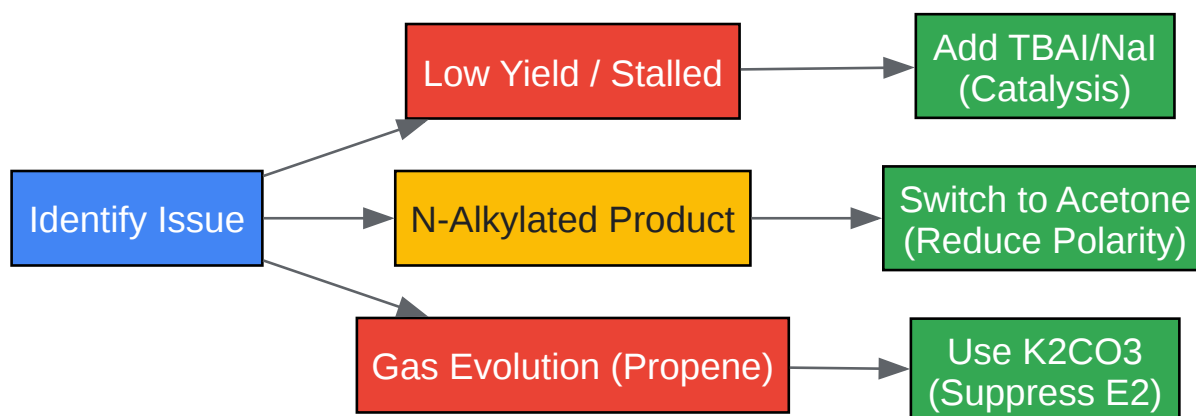 Identify Issue
Low Yield / Stalled
Add TBAI/NaI
(Catalysis)
N-Alkylated Product
Switch to Acetone
(Reduce Polarity)
Gas Evolution (Propene)
Use K2CO3
(Suppress E2)